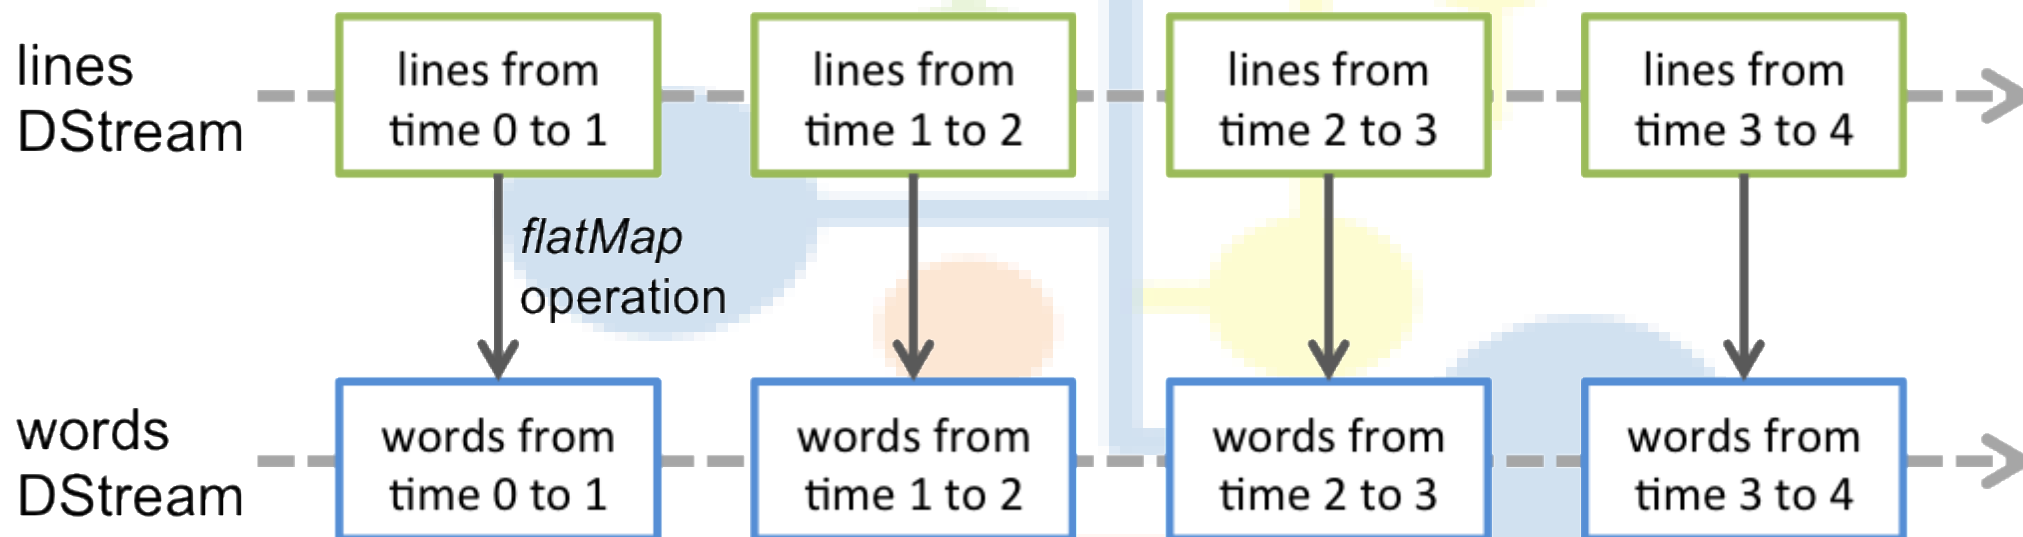 lines
DStream
lines from
time 0 to 1
lines from
time 1 to 2
lines from
time 2 to 3
lines from
time 3 to 4
flatMap
operation
words
DStream
words from
time 0 to 1
words from
time 1 to 2
words from
time 2 to 3
words from
time 3 to 4